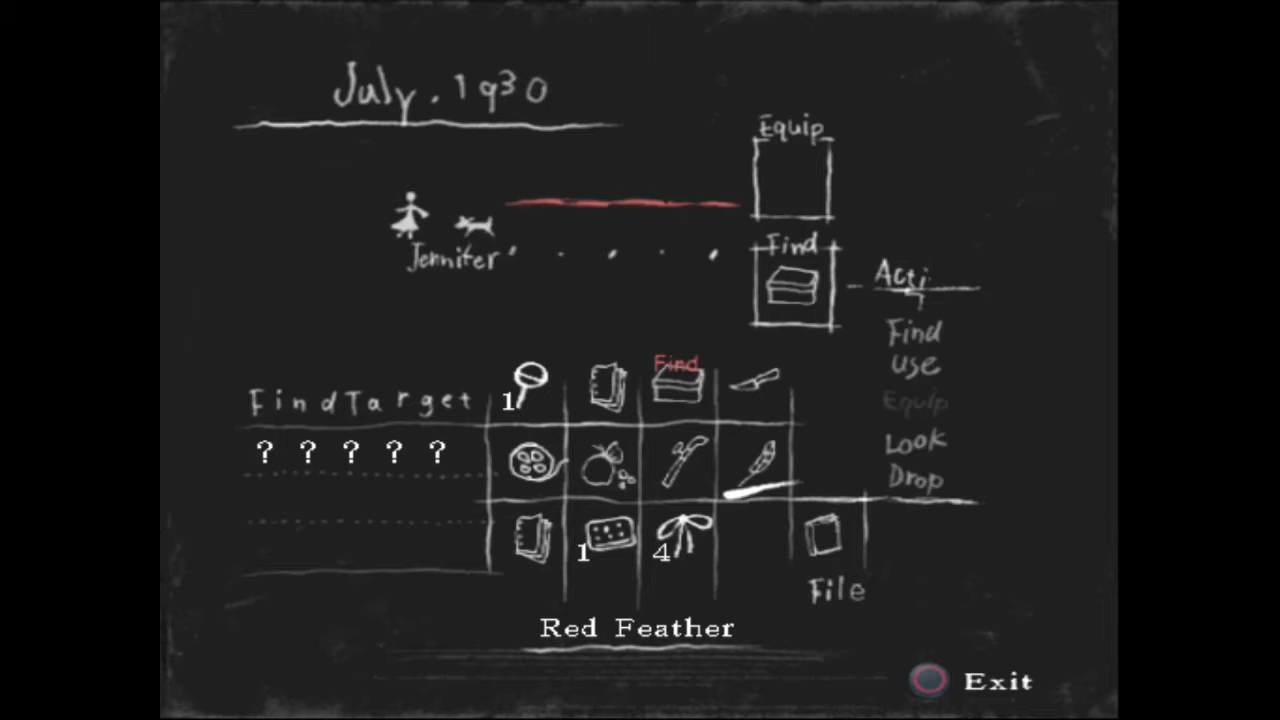 July. 1930
Equip
Jennifer
Find
Acti
Find
Use
Equip
Look
Drop
Find
1
FindTarget
? ? ? ? ?
1
4
File
Red Feather
Exit